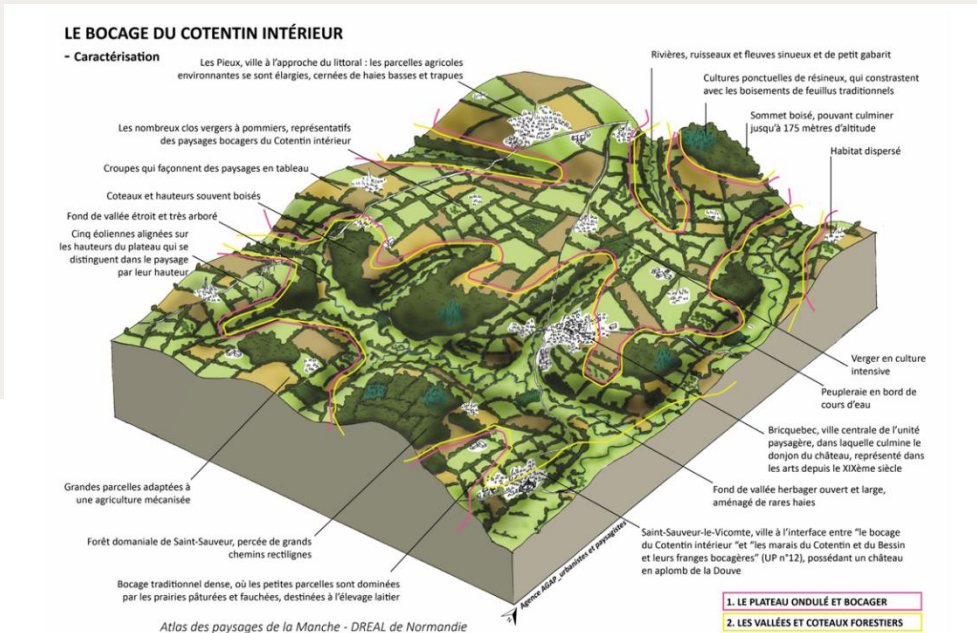 LE BOCAGE DU COTENTIN INTÉRIEUR
- Caractérisation
Les Pieux, ville à l'approche du littoral : les parcelles agricoles
environnantes se sont élargies, cernées de haies basses et trapues
Les nombreux clos vergers à pommiers, représentatifs
des paysages bocagers du Cotentin intérieur
Croupes qui façonnent des paysages en tableau
Coteaux et hauteurs souvent boisés
Fond de vallée étroit et très arboré
Cinq éoliennes alignées sur
les hauteurs du plateau qui se
distinguent dans le paysage
par leur hauteur
Rivières, ruisseaux et fleuves sinueux et de petit gabarit
Cultures ponctuelles de résineux, qui constrastent
avec les boisements de feuillus traditionnels
Sommet boisé, pouvant culminer
jusqu'à 175 mètres d'altitude
Habitat dispersé
Verger en culture
intensive
Peupleraie en bord de
cours d'eau
Bricquebec, ville centrale de l'unité
paysagère, dans laquelle culmine le
donjon du château, représenté dans
les arts depuis le XIXème siècle
Fond de vallée herbager ouvert et large,
aménagé de rares haies
Saint-Sauveur-le-Vicomte, ville à l'interface entre "le bocage
du Cotentin intérieur "et "les marais du Cotentin et du Bessin
et leurs franges bocagères" (UP n°12), possédant un château
en aplomb de la Douve
Grandes parcelles adaptées à
une agriculture mécanisée
Forêt domaniale de Saint-Sauveur, percée de grands
chemins rectilignes
Bocage traditionnel dense, où les petites parcelles sont dominées
par les prairies pâturées et fauchées, destinées à l'élevage laitier
Agence AGAP_urbanistes et paysagistes
1. LE PLATEAU ONDULÉ ET BOCAGER
2. LES VALLÉES ET COTEAUX FORESTIERS
Atlas des paysages de la Manche - DREAL de Normandie